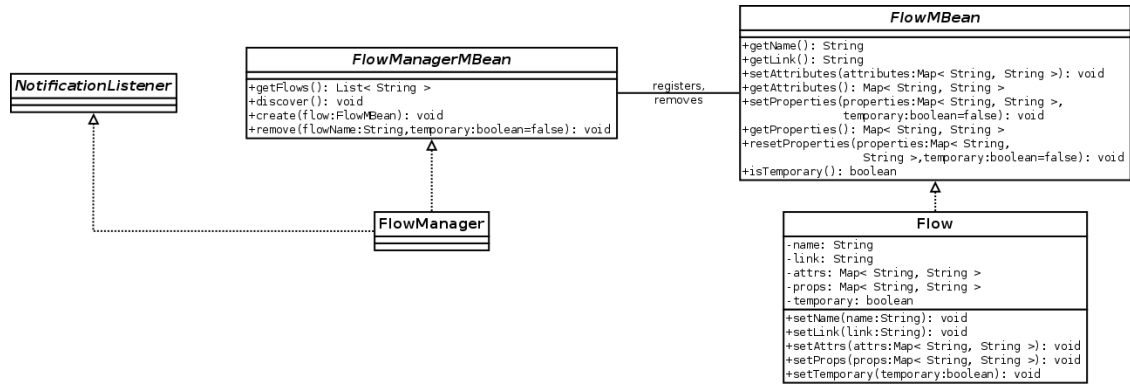 NotificationListener
FlowManagerMBean
+getFlows(): List< String >
+discover(): void
+create(flow:FlowMBean): void
+remove(flowName:String,temporary:boolean=false): void
FlowManager
registers,
removes
FlowMBean
+getName(): String
+getLink(): String
+setAttributes(attributes:Map< String, String >): void
+getAttributes(): Map< String, String >
+setProperties(properties:Map< String, String >,
temporary:boolean=false): void
+getProperties(): Map< String, String >
+resetProperties(properties:Map< String,
String >,temporary:boolean=false): void
+isTemporary(): boolean
Flow
-name: String
-link: String
-attrs: Map< String, String >
-props: Map< String, String >
-temporary: boolean
+setName(name:String): void
+setLink(link:String): void
+setAttrs(attrs:Map< String, String >): void
+setProps(props:Map< String, String >): void
+setTemporary(temporary:boolean): void